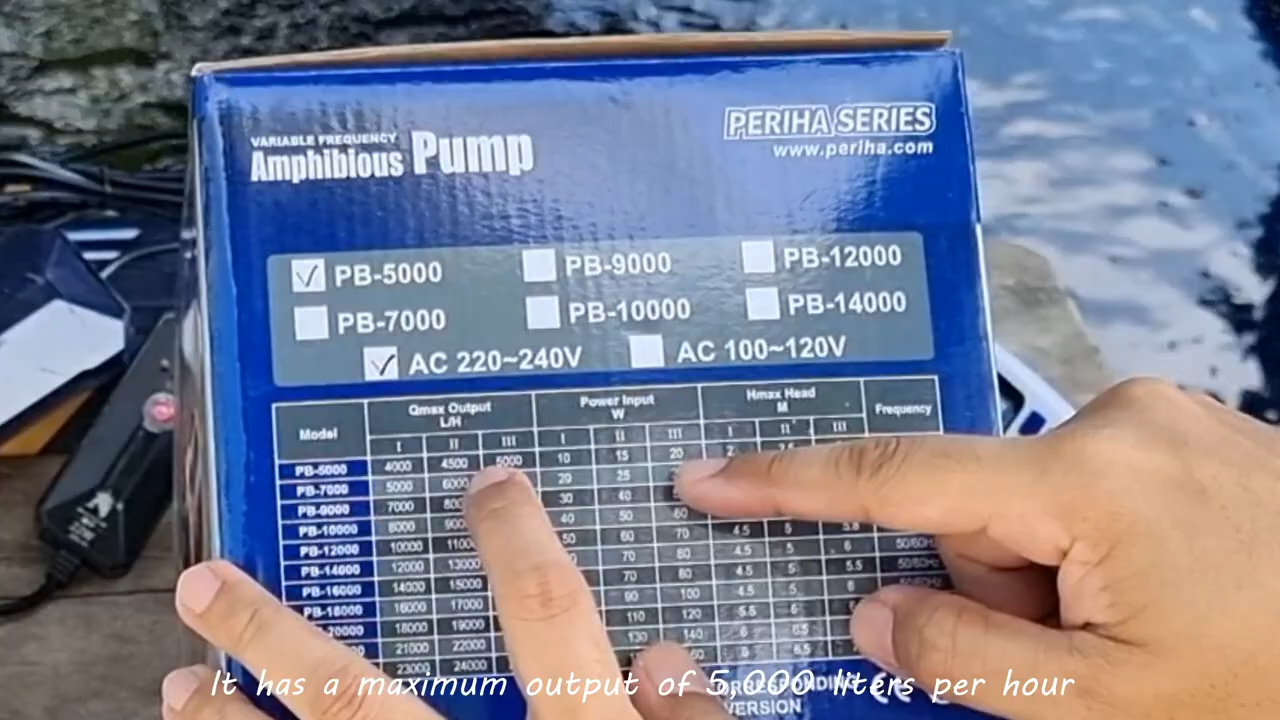 VARIABLE FREQUENCY
Amphibious Pump
PERIHA SERIES
www.periha.com
PB-5000 PB-9000 PB-12000
PB-7000 PB-10000 PB-14000
AC 220~240V AC 100~120V
Model Qmax Output L/H Power Input W Hmax Head M Frequency
I II III I II III I II III
PB-5000 4000 4500 5000 10 15 20 2
PB-7000 5000 20 25
PB-9000 7000 30 40
PB-10000 8000 40 50 60 4.5 5 5.8
PB-12000 10000 60 70 4.5 5 6 50/60Hz
PB-14000 12000 13000 70 80 4.5 5 5.5 50/60Hz
PB-16000 14000 15000 70 80 4.5 5 6
PB-18000 16000 17000 90 100 5.5 6
18000 19000 110 120 6 6.5
21000 22000 130 140 6 6.5
23000 24000
VERSION
CE
It has a maximum output of 5,000 liters per hour